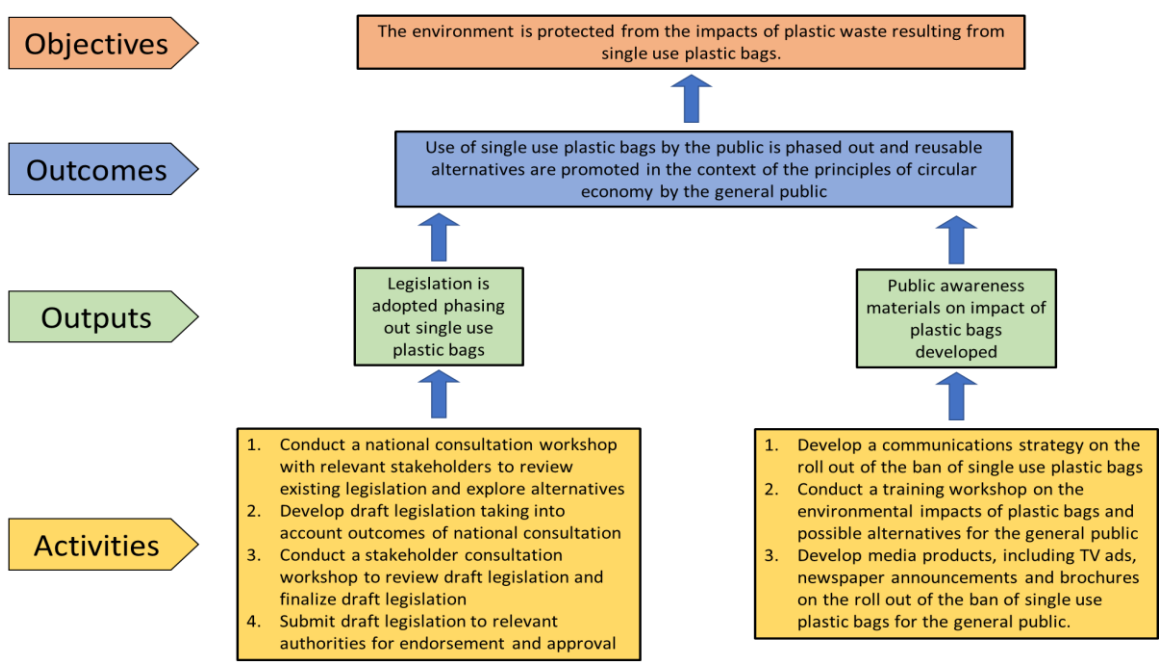 Objectives
The environment is protected from the impacts of plastic waste resulting from
single use plastic bags.
Outcomes
Use of single use plastic bags by the public is phased out and reusable
alternatives are promoted in the context of the principles of circular
economy by the general public
Outputs
Legislation is
adopted phasing
out single use
plastic bags
Public awareness
materials on impact of
plastic bags
developed
Activities
1. Conduct a national consultation workshop
with relevant stakeholders to review
existing legislation and explore alternatives
2. Develop draft legislation taking into
account outcomes of national consultation
3. Conduct a stakeholder consultation
workshop to review draft legislation and
finalize draft legislation
4. Submit draft legislation to relevant
authorities for endorsement and approval
1. Develop a communications strategy on the
roll out of the ban of single use plastic bags
2. Conduct a training workshop on the
environmental impacts of plastic bags and
possible alternatives for the general public
3. Develop media products, including TV ads,
newspaper announcements and brochures
on the roll out of the ban of single use
plastic bags for the general public.